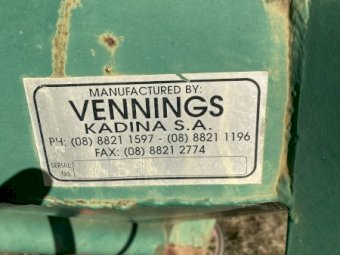 MANUFACTURED BY:
VENNINGS
KADINA S.A.
PH: (08) 8821 1597 - (08) 8821 1196
FAX: (08) 8821 2774
SERIAL
No.